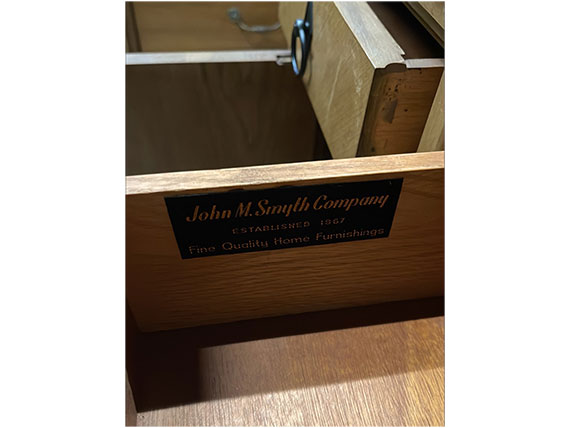 John M. Smyth Company
ESTABLISHED 1867
Fine Quality Home Furnishings